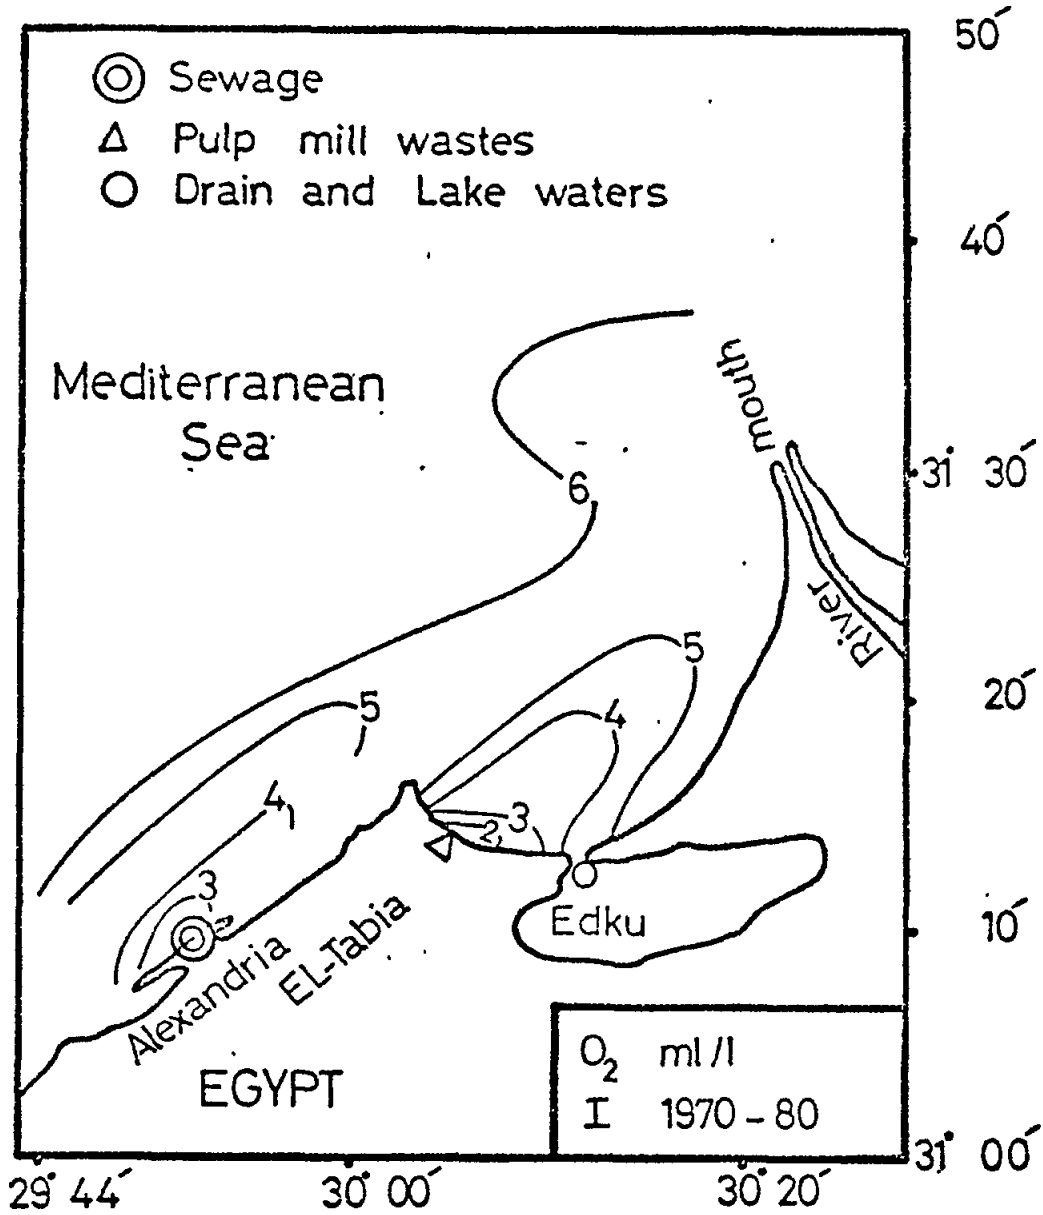 50′
Sewage
Pulp mill wastes
Drain and Lake waters
40′
Mediterranean
Sea
mouth
6
31° 30′
River
5
5
20′
4
4
3
2
3
10′
Edku
Alexandria
EL-Tabia
EGYPT
O₂ ml/l
I 1970-80
31° 00′
29° 44′
30° 00′
30° 20′